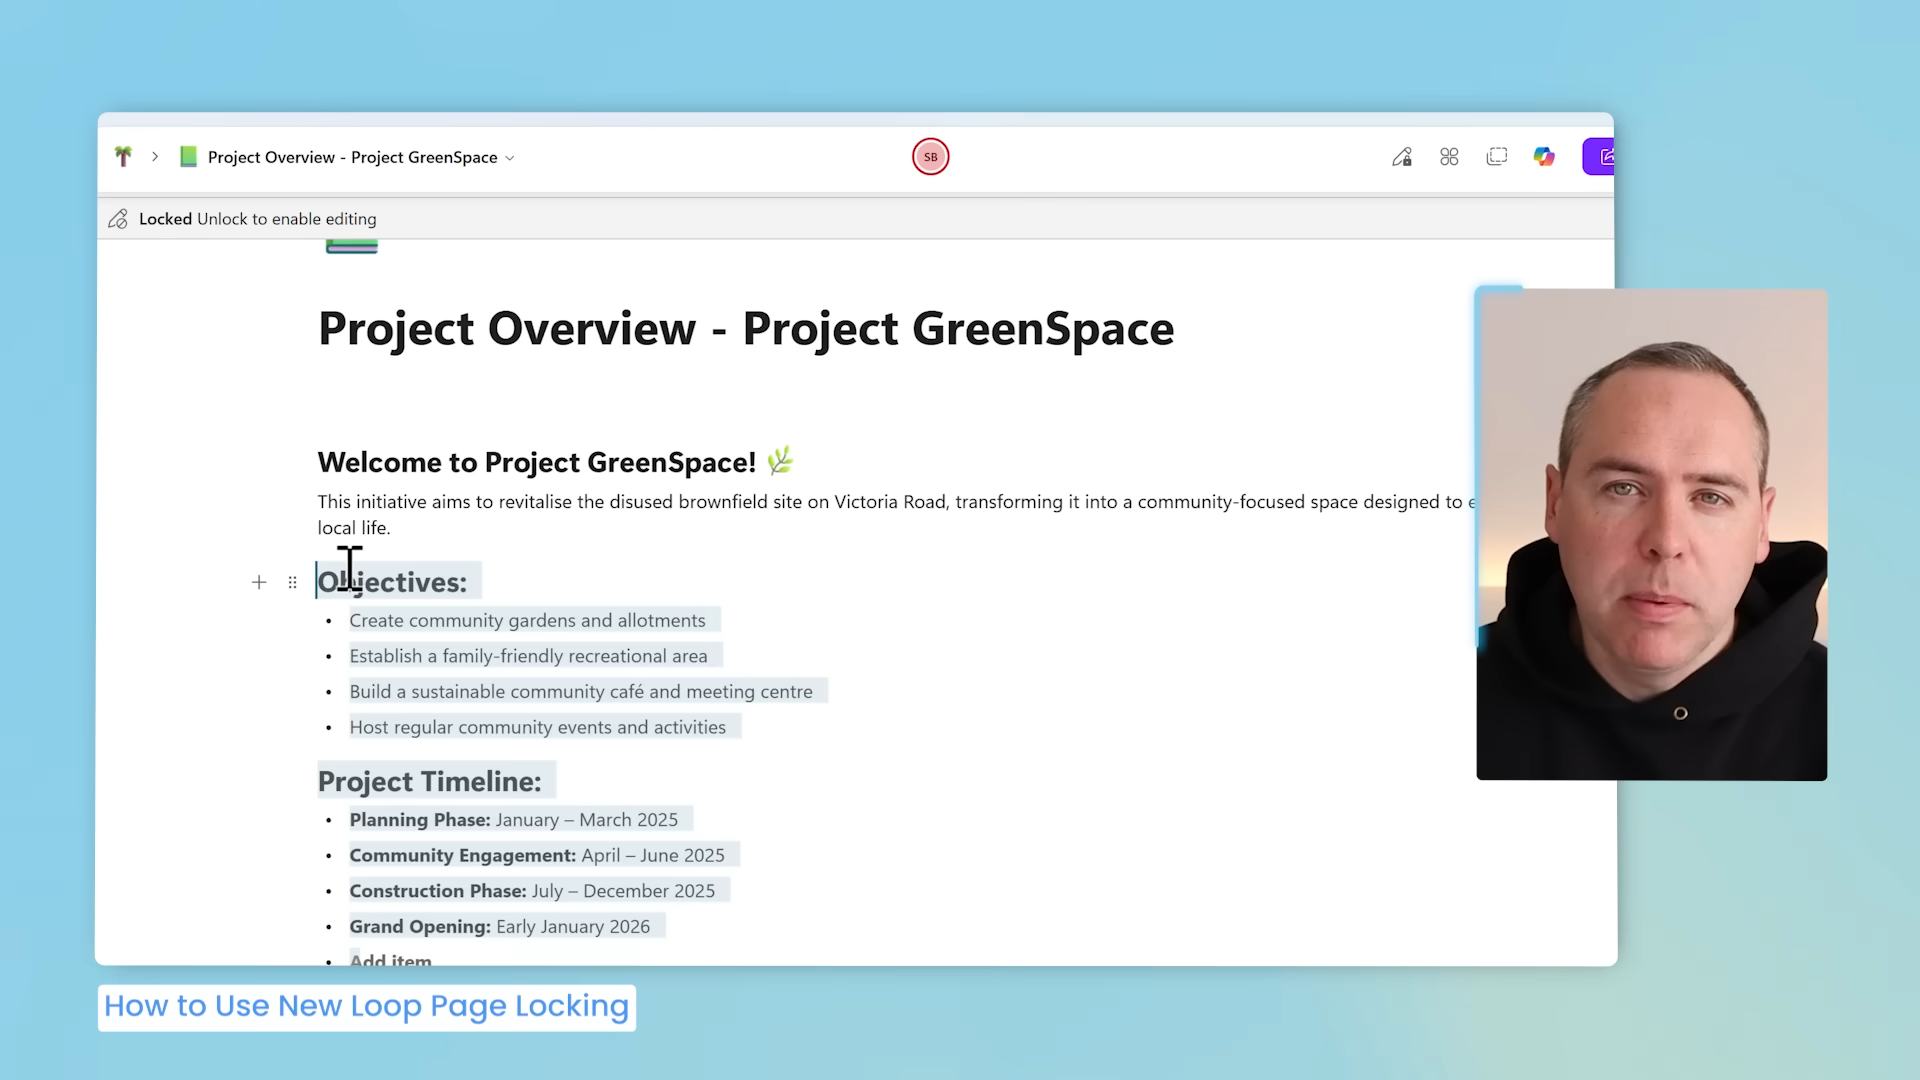 Project Overview - Project GreenSpace
SB
Locked Unlock to enable editing
Project Overview - Project GreenSpace
Welcome to Project GreenSpace!
This initiative aims to revitalise the disused brownfield site on Victoria Road, transforming it into a community-focused space designed to
local life.
Objectives:
Create community gardens and allotments
Establish a family-friendly recreational area
Build a sustainable community café and meeting centre
Host regular community events and activities
Project Timeline:
Planning Phase: January – March 2025
Community Engagement: April – June 2025
Construction Phase: July – December 2025
Grand Opening: Early January 2026
Add item
How to Use New Loop Page Locking